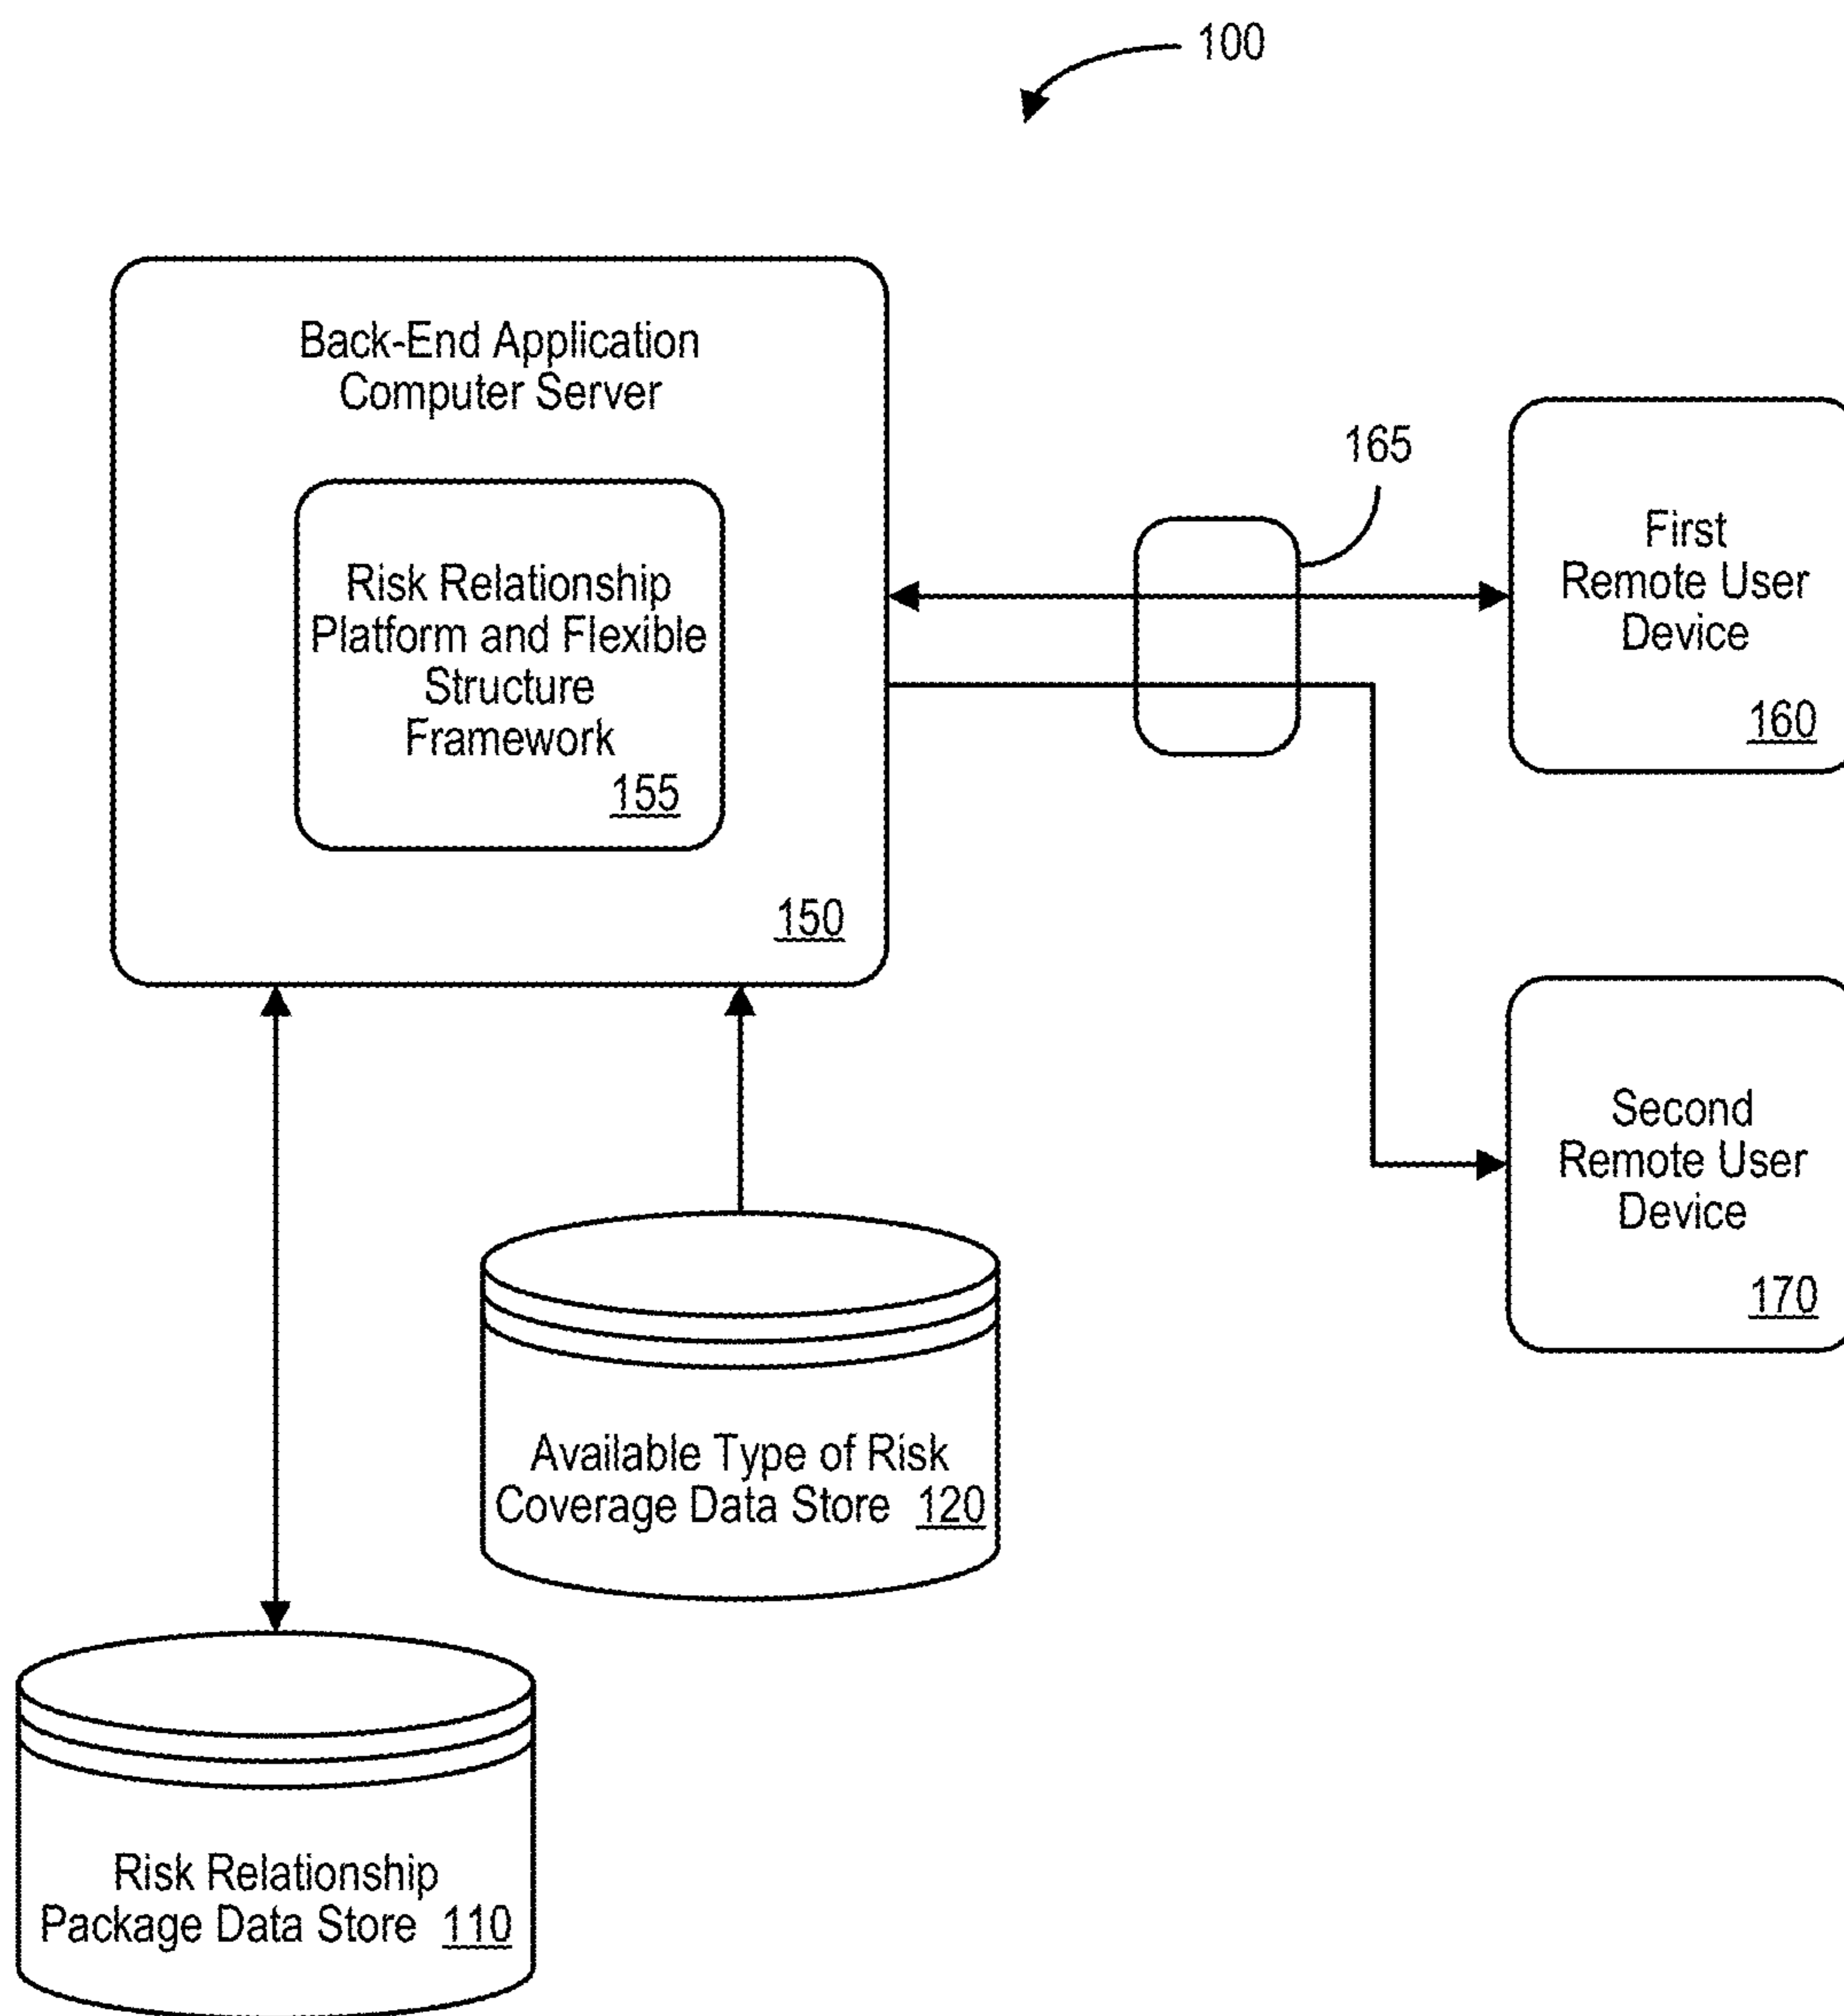 100
Back-End Application
Computer Server
165
First
Remote User
Device
160
Risk Relationship
Platform and Flexible
Structure
Framework
155
150
Second
Remote User
Device
170
Available Type of Risk
Coverage Data Store 120
Risk Relationship
Package Data Store 110